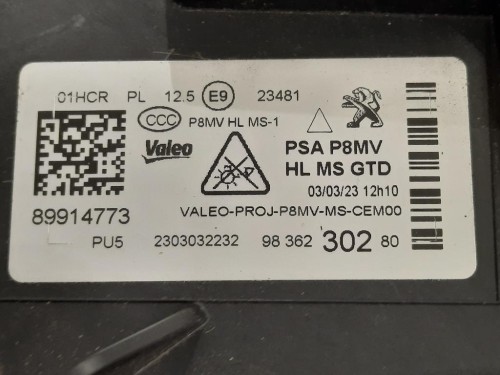 01HCR PL 12.5 E9 23481
CCC P8MV HL MS-1
Valeo
PSA P8MV
HL MS GTD
03/03/23 12h10
89914773
VALEO-PROJ-P8MV-MS-CEM00
PU5 2303032232 98 362 302 80